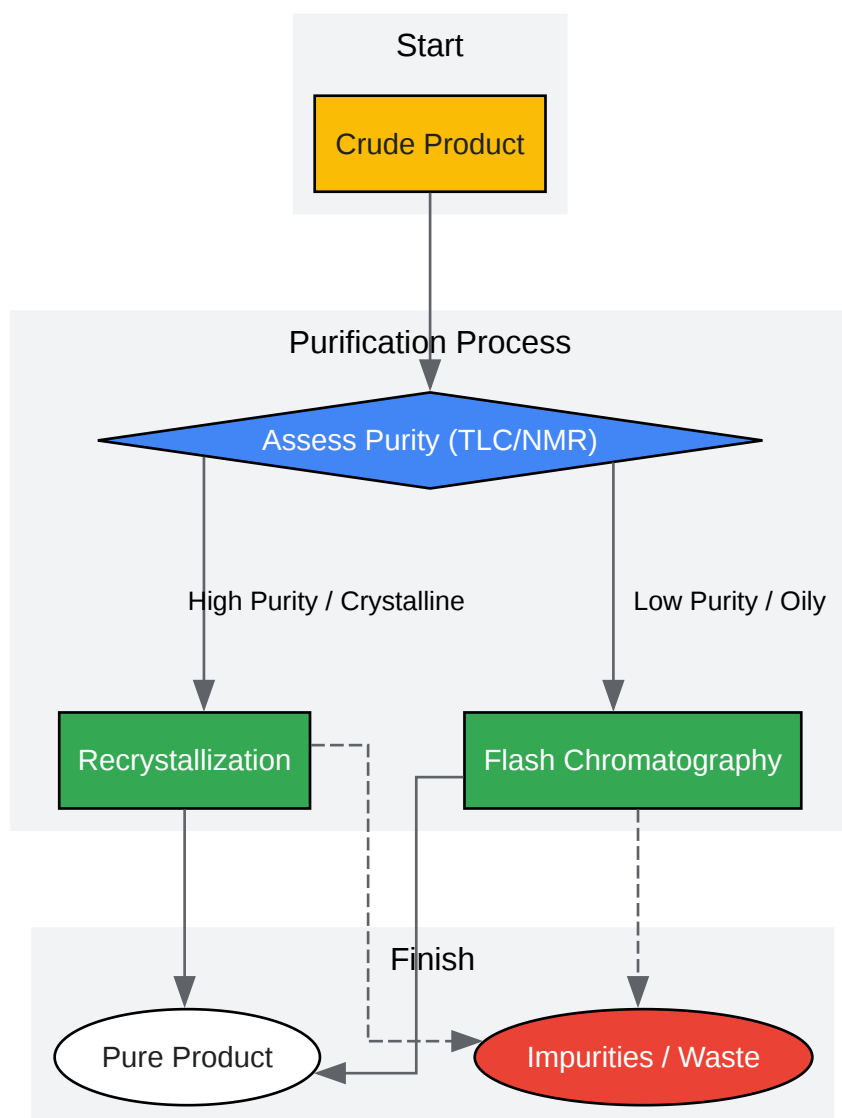 Start
Crude Product
Purification Process
Assess Purity (TLC/NMR)
High Purity / Crystalline
Low Purity / Oily
Recrystallization
Flash Chromatography
Finish
Pure Product
Impurities / Waste